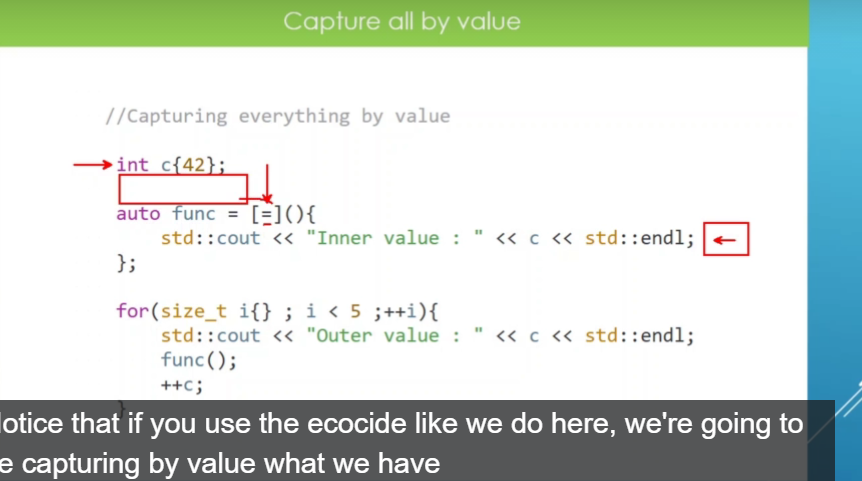 Capture all by value
//Capturing everything by value
int c{42};
auto func = [=](){
std::cout << "Inner value : " << c << std::endl;
};
for(size_t i{} ; i < 5 ;++i){
std::cout << "Outer value : " << c << std::endl;
func();
++c;
}
otice that if you use the ecocide like we do here, we're going to
e capturing by value what we have